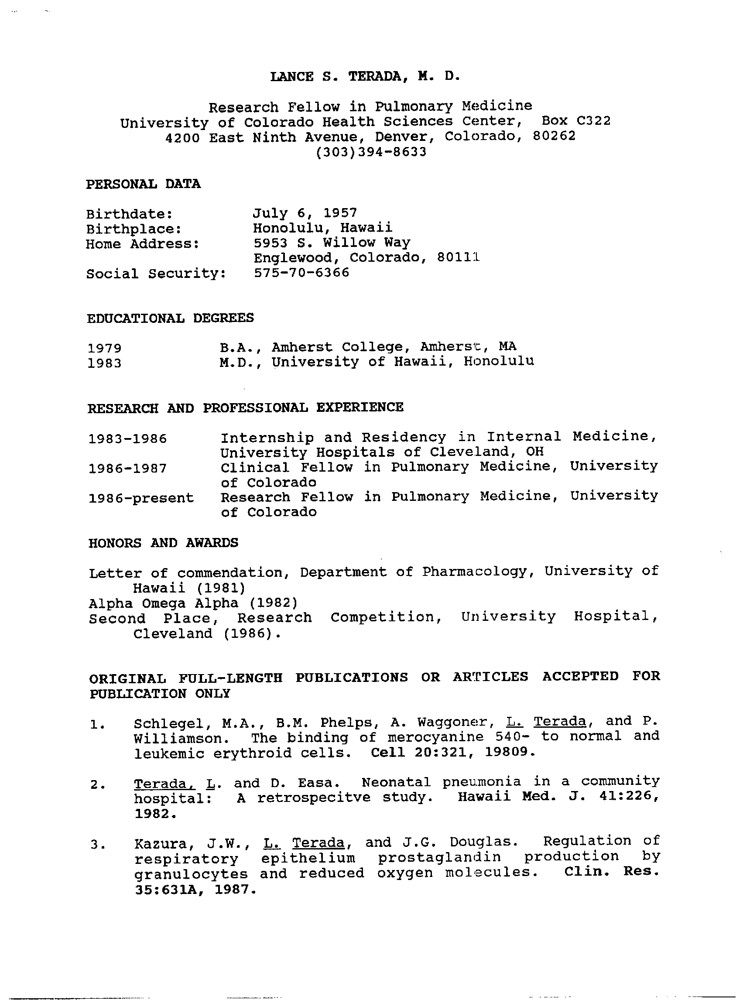 LANCE S. TERADA, M. D.
Research Fellow in Pulmonary Medicine
University of Colorado Health Sciences Center, Box C322
4200 East Ninth Avenue, Denver, Colorado, 80262
(303)394-8633
PERSONAL DATA
Birthdate: July 6, 1957
Birthplace: Honolulu, Hawaii
Home Address: 5953 S. Willow Way
Englewood, Colorado, 80111
Social Security: 575-70-6366
EDUCATIONAL DEGREES
1979 B.A., Amherst College, Amherst, MA
1983 M.D., University of Hawaii, Honolulu
RESEARCH AND PROFESSIONAL EXPERIENCE
1983-1986 Internship and Residency in Internal Medicine,
University Hospitals of Cleveland, OH
1986-1987 Clinical Fellow in Pulmonary Medicine, University
of Colorado
1986-present Research Fellow in Pulmonary Medicine, University
of Colorado
HONORS AND AWARDS
Letter of commendation, Department of Pharmacology, University of
Hawaii (1981)
Alpha Omega Alpha (1982)
Second Place, Research Competition, University Hospital,
Cleveland (1986).
ORIGINAL FULL-LENGTH PUBLICATIONS OR ARTICLES ACCEPTED FOR
PUBLICATION ONLY
1. Schlegel, M.A., B.M. Phelps, A. Waggoner, L. Terada, and P.
Williamson. The binding of merocyanine 540- to normal and
leukemic erythroid cells. Cell 20:321, 19809.
2. Terada, L. and D. Easa. Neonatal pneumonia in a community
hospital: A retrospecitve study. Hawaii Med. J. 41:226,
1982.
3. Kazura, J.W., L. Terada, and J.G. Douglas. Regulation of
respiratory epithelium prostaglandin production by
granulocytes and reduced oxygen molecules. Clin. Res.
35:631A, 1987.